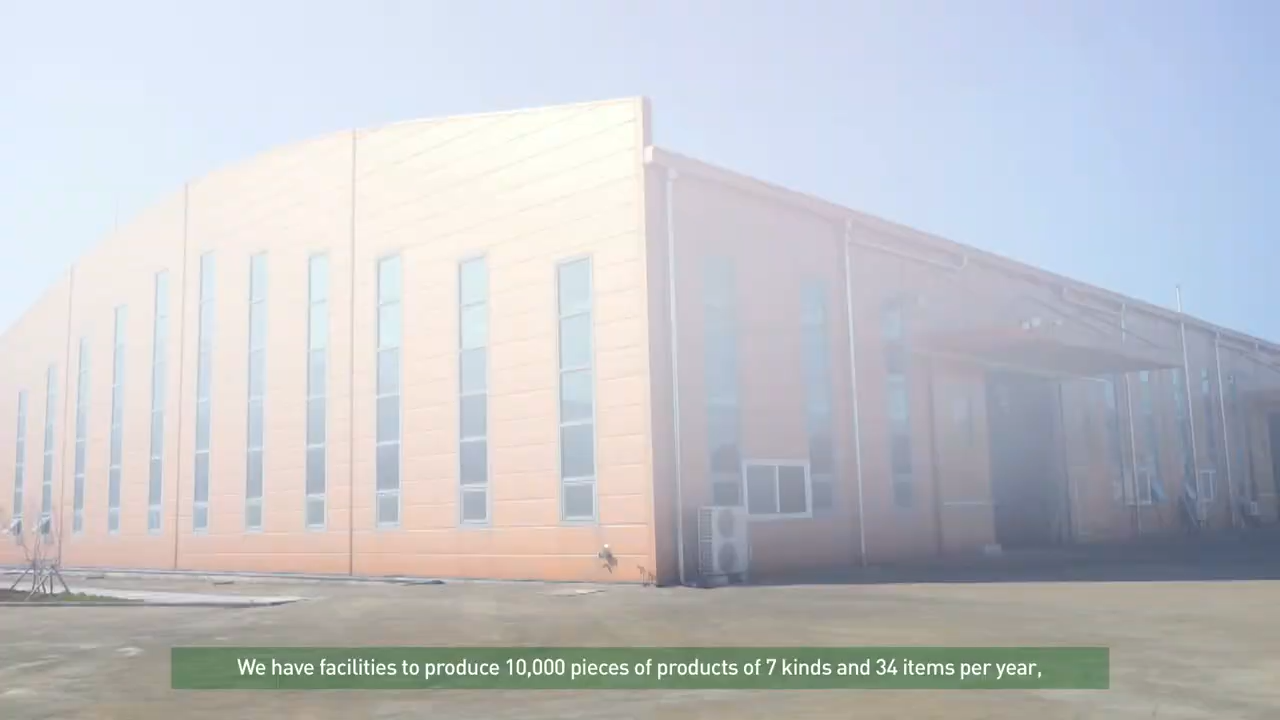 We have facilities to produce 10,000 pieces of products of 7 kinds and 34 items per year,